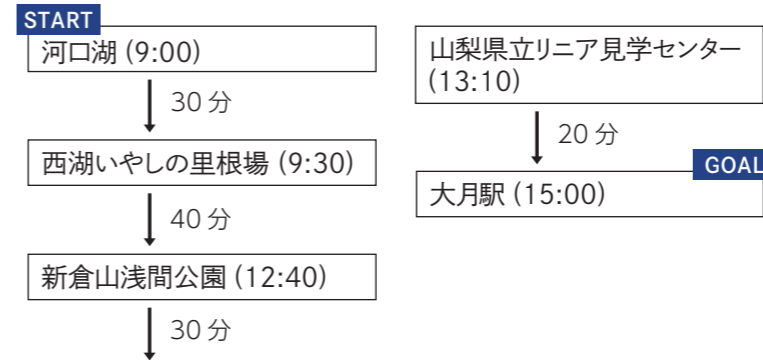 START
河口湖 (9:00)
30 分
西湖いやしの里根場 (9:30)
40 分
新倉山浅間公園 (12:40)
30 分
山梨県立リニア見学センター
(13:10)
20 分
GOAL
大月駅 (15:00)